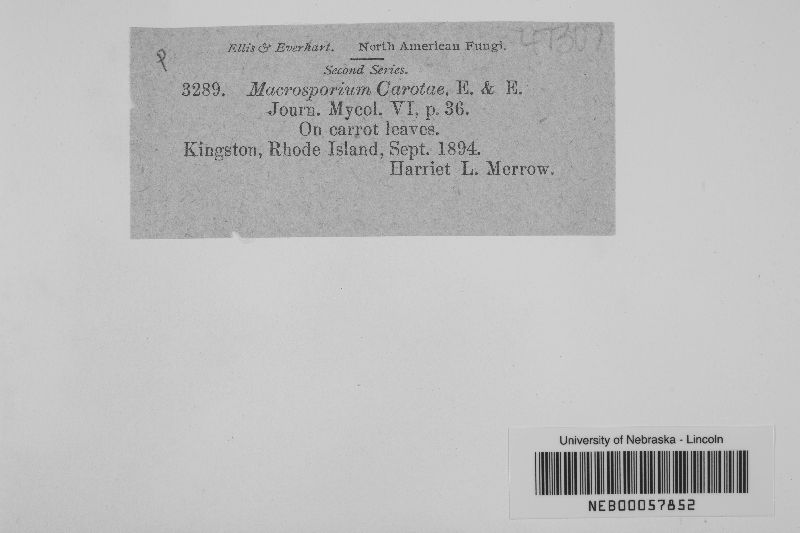 Ellis & Everhart. North American Fungi.
Second Series.
3289. Macrosporium Carotae, E. & E.
Journ. Mycol. VI, p. 36.
On carrot leaves.
Kingston, Rhode Island, Sept. 1894.
Harriet L. Merrow.
University of Nebraska - Lincoln
NEB00057852